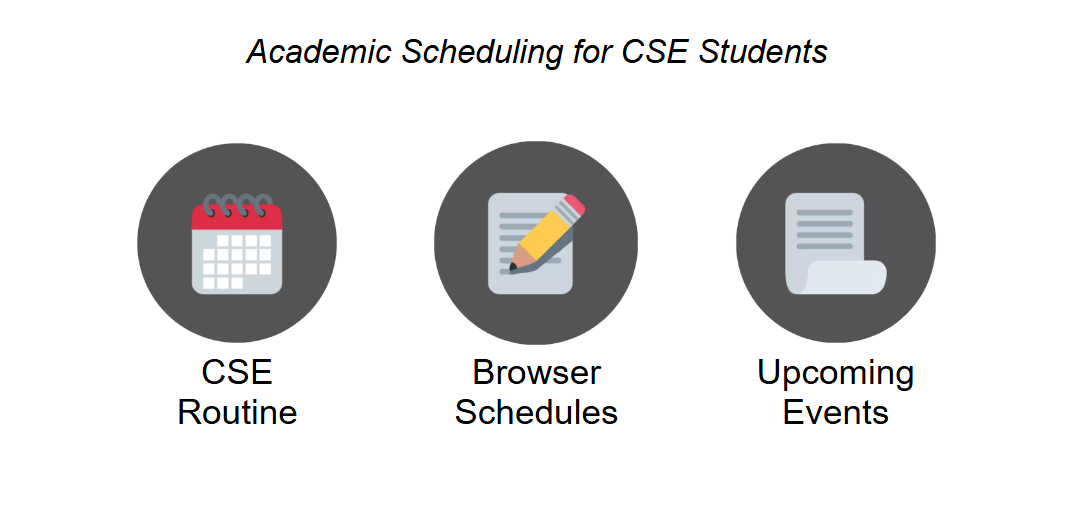 Academic Scheduling for CSE Students
CSE
Routine
Browser
Schedules
Upcoming
Events